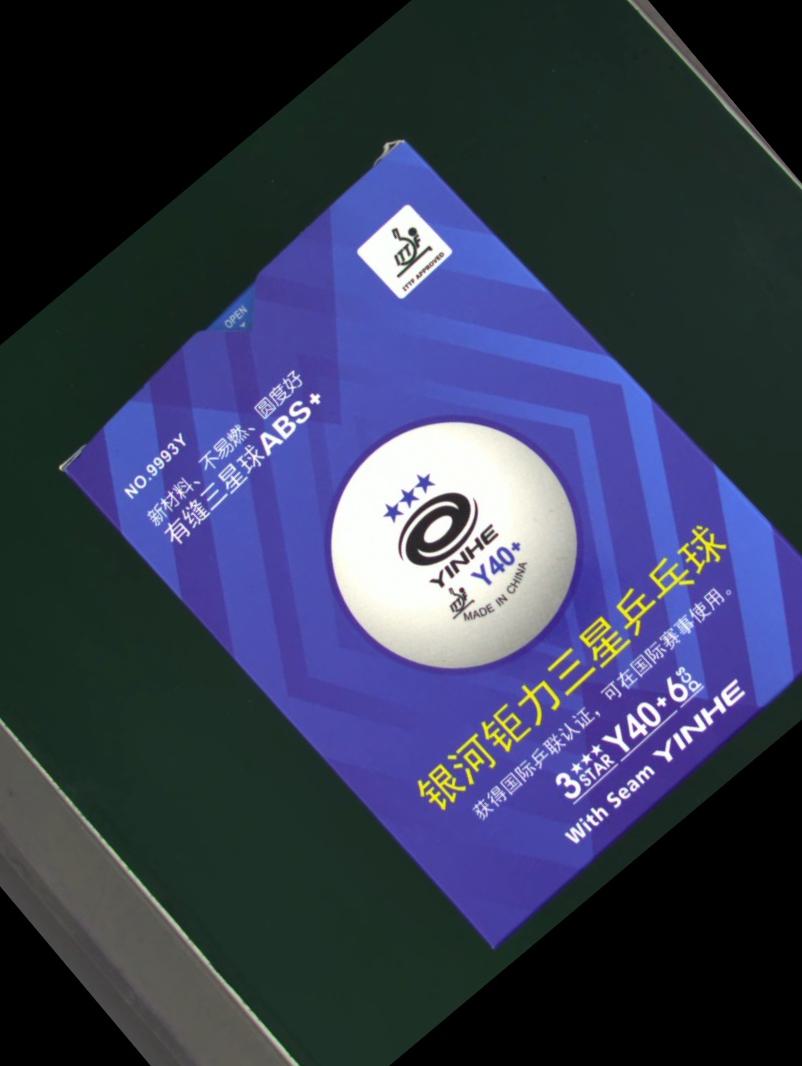 ITTF
ITTF APPROVED
OPEN
NO.9993Y
新材料、不易燃、圆度好
有缝三星球ABS+
YINHE
Y40+
MADE IN CHINA
银河钜力三星乒乓球
获得国际乒联认证，可在国际赛事使用。
3★★★STAR Y40+ 6PCS
With Seam YINHE